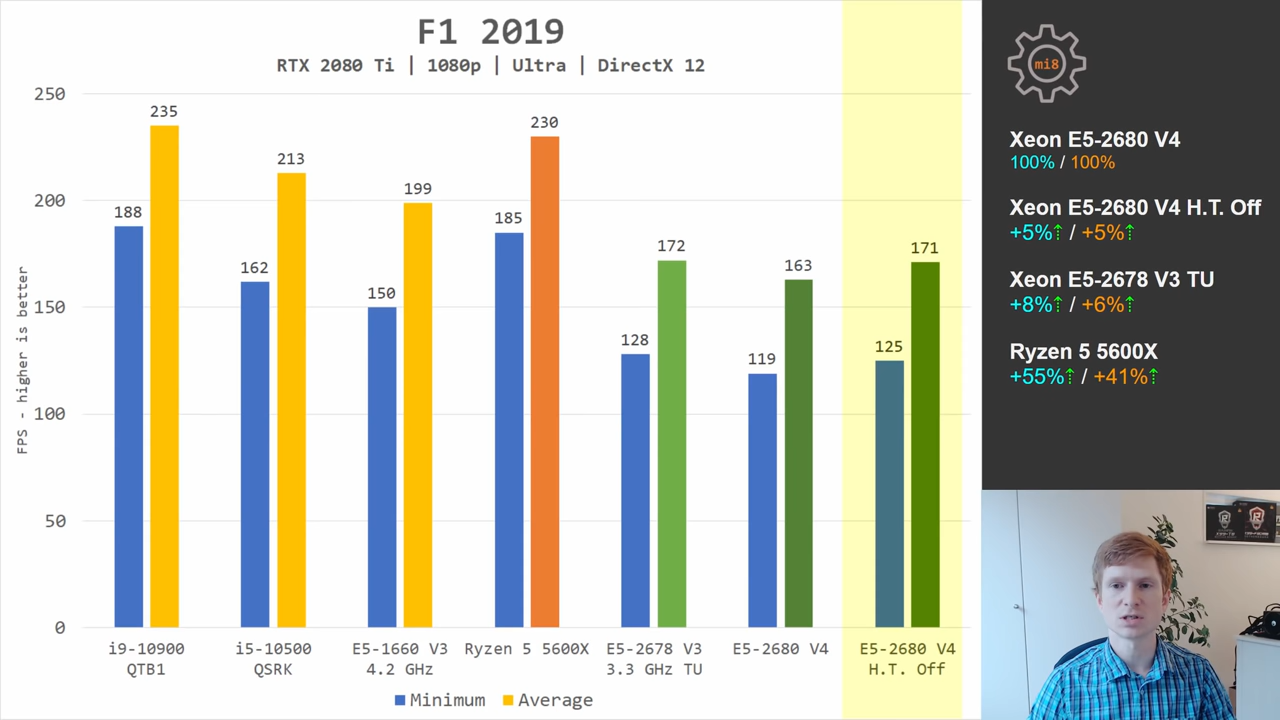 F1 2019
RTX 2080 Ti | 1080p | Ultra | DirectX 12
FPS - higher is better
250
200
150
100
50
0
188
235
162
213
150
199
185
230
128
172
119
163
125
171
i9-10900
QTB1
i5-10500
QSRK
E5-1660 V3
4.2 GHz
Ryzen 5 5600X
E5-2678 V3
3.3 GHz TU
E5-2680 V4
E5-2680 V4
H.T. Off
Minimum
Average
mi8
Xeon E5-2680 V4
100% / 100%
Xeon E5-2680 V4 H.T. Off
+5%⇡ / +5%⇡
Xeon E5-2678 V3 TU
+8%⇡ / +6%⇡
Ryzen 5 5600X
+55%⇡ / +41%⇡